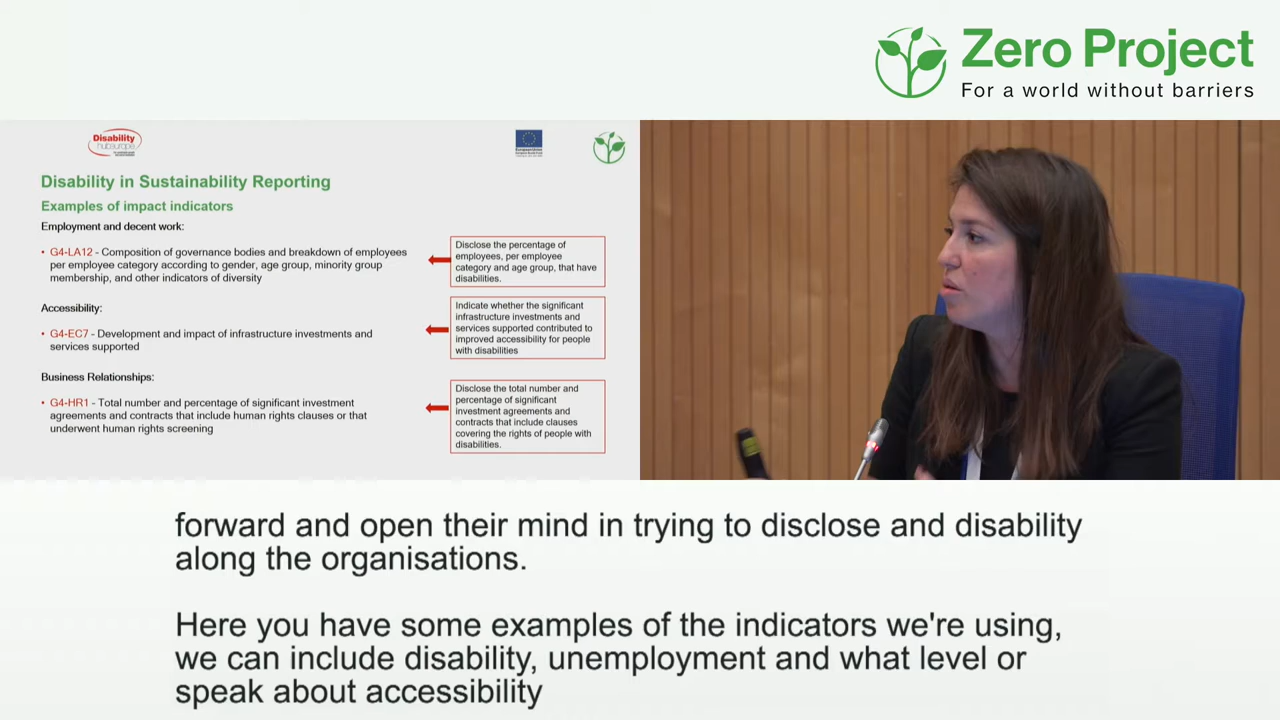 Zero Project
For a world without barriers
Disability
hub europe
Disability in Sustainability Reporting
Examples of impact indicators
Employment and decent work:
• G4-LA12 - Composition of governance bodies and breakdown of employees
per employee category according to gender, age group, minority group
membership, and other indicators of diversity
Disclose the percentage of
employees, per employee
category and age group, that have
disabilities.
Accessibility:
• G4-EC7 - Development and impact of infrastructure investments and
services supported
Indicate whether the significant
infrastructure investments and
services supported contributed to
improved accessibility for people
with disabilities
Business Relationships:
• G4-HR1 - Total number and percentage of significant investment
agreements and contracts that include human rights clauses or that
underwent human rights screening
Disclose the total number and
percentage of significant
investment agreements and
contracts that include clauses
covering the rights of people with
disabilities.
forward and open their mind in trying to disclose and disability
along the organisations.
Here you have some examples of the indicators we're using,
we can include disability, unemployment and what level or
speak about accessibility